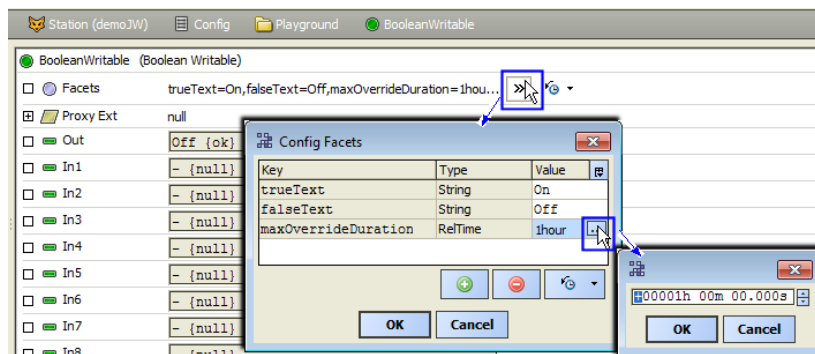 Station (demoJW) Config Playground BooleanWritable
BooleanWritable (Boolean Writable)
Facets trueText=On,falseText=Off,maxOverrideDuration=1hou... »
Proxy Ext null
Out Off {ok}
In1 - {null}
In2 - {null}
In3 - {null}
In4 - {null}
In5 - {null}
In6 - {null}
In7 - {null}
In8 - {null}
Config Facets
Key Type Value
trueText String On
falseText String Off
maxOverrideDuration RelTime 1hour ...
OK Cancel
+00001h 00m 00.000s
OK Cancel